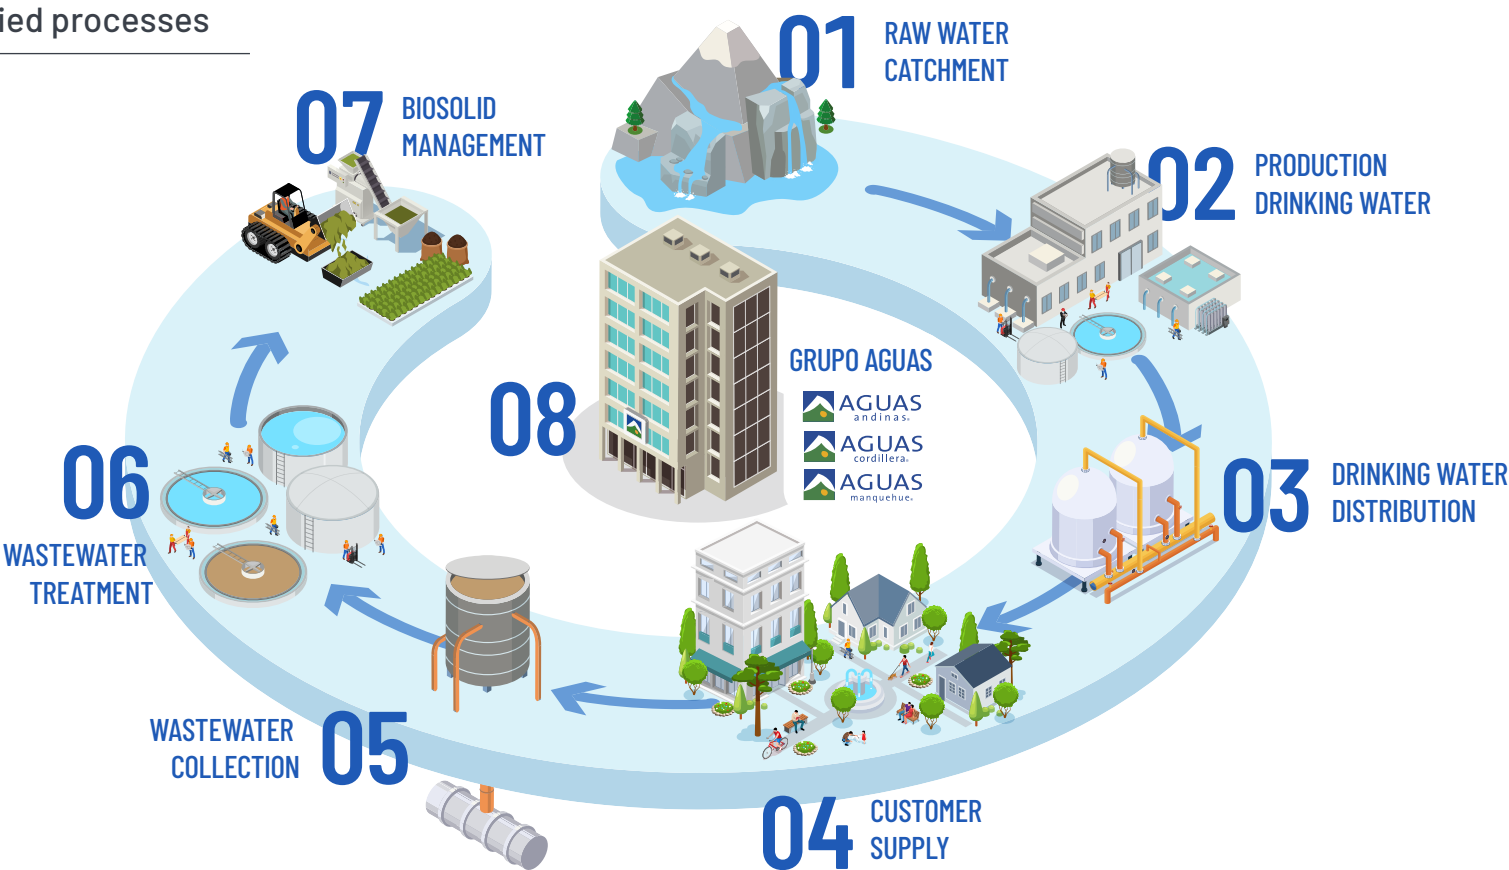 ied processes
01
RAW WATER
CATCHMENT
02
PRODUCTION
DRINKING WATER
03
DRINKING WATER
DISTRIBUTION
04
CUSTOMER
SUPPLY
05
WASTEWATER
COLLECTION
06
WASTEWATER
TREATMENT
07
BIOSOLID
MANAGEMENT
08
GRUPO AGUAS
AGUAS
andinas.
AGUAS
cordillera.
AGUAS
manquehue.